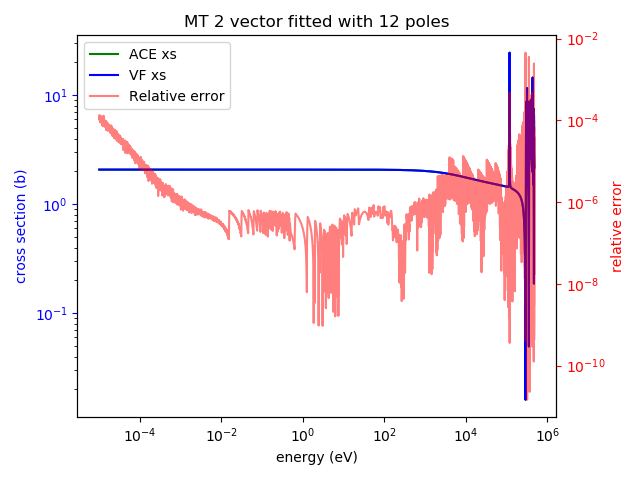 MT 2 vector fitted with 12 poles
ACE xs
VF xs
Relative error
cross section (b)
10¹
10⁰
10⁻¹
10⁻²
10⁻⁴
10⁻⁶
10⁻⁸
10⁻¹⁰
relative error
10⁻⁴ 10⁻² 10⁰ 10² 10⁴ 10⁶
energy (eV)